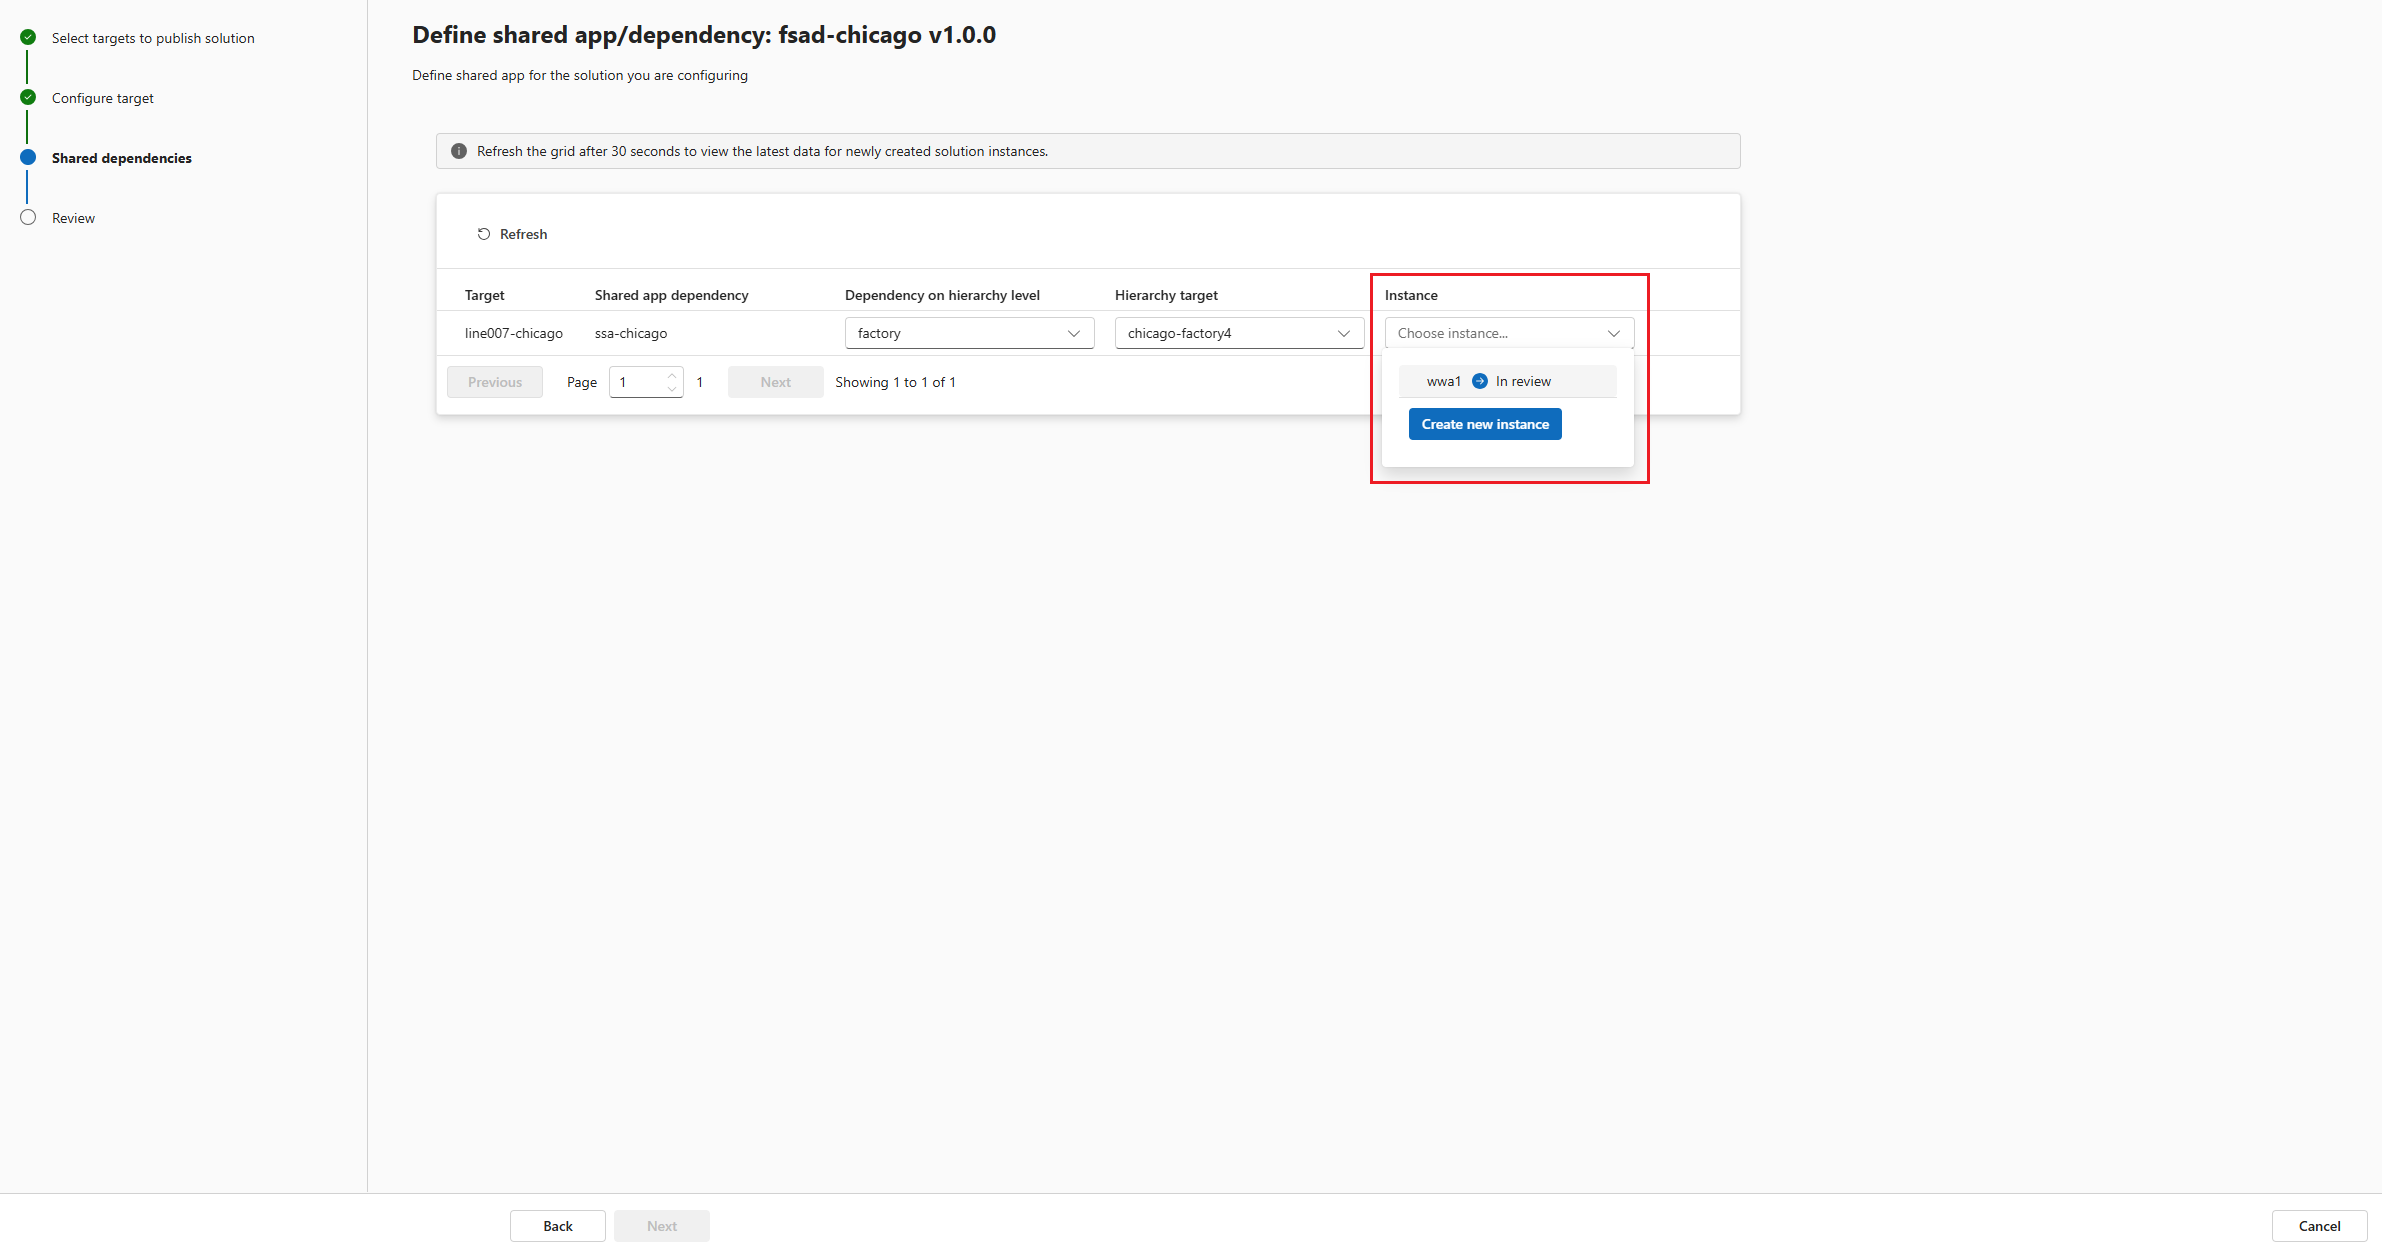 Select targets to publish solution
Configure target
Shared dependencies
Review
Define shared app/dependency: fsad-chicago v1.0.0
Define shared app for the solution you are configuring
Refresh the grid after 30 seconds to view the latest data for newly created solution instances.
Refresh
Target Shared app dependency Dependency on hierarchy level Hierarchy target Instance
line007-chicago ssa-chicago factory chicago-factory4 Choose instance...
Previous Page 1 1 Next Showing 1 to 1 of 1
wwa1 In review
Create new instance
Back Next Cancel